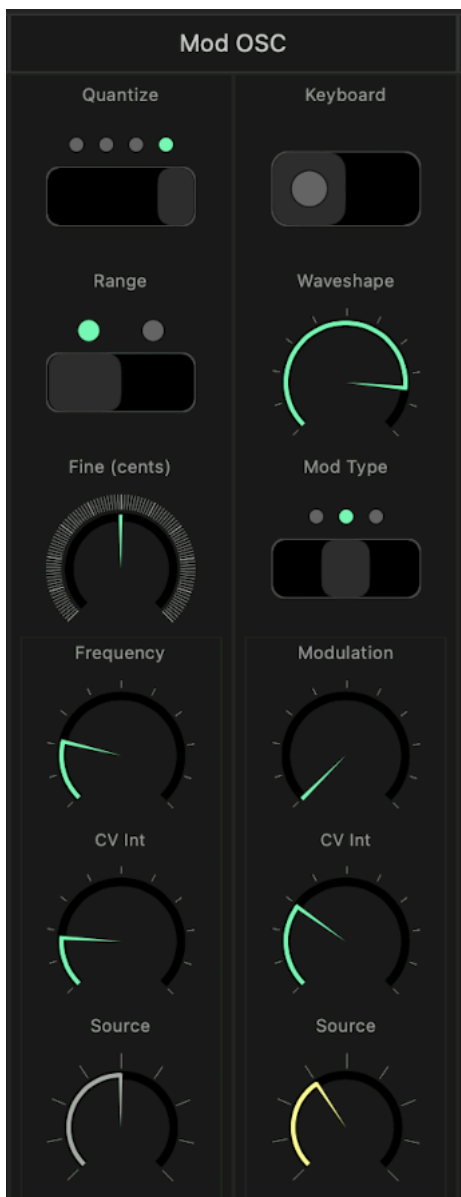 Mod OSC
Quantize
Keyboard
Range
Waveshape
Fine (cents)
Mod Type
Frequency
Modulation
CV Int
CV Int
Source
Source